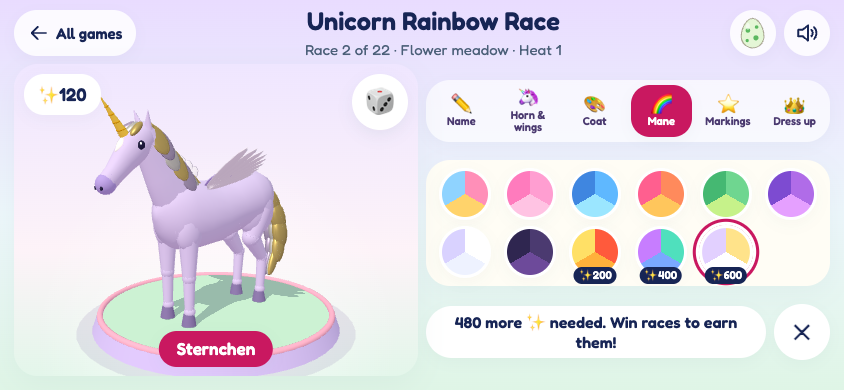 All games
Unicorn Rainbow Race
Race 2 of 22 · Flower meadow · Heat 1
✨120
Name
Horn &
wings
Coat
Mane
Markings
Dress up
✨200
✨400
✨600
Sternchen
480 more ✨ needed. Win races to earn
them!